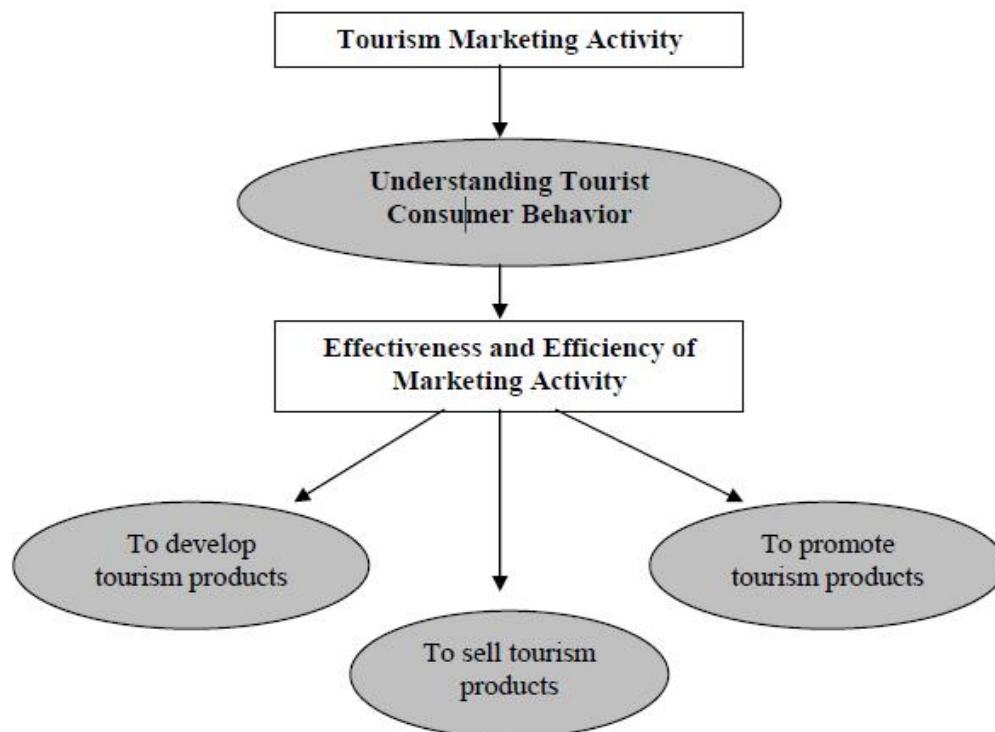 Tourism Marketing Activity
Understanding Tourist
Consumer Behavior
Effectiveness and Efficiency of
Marketing Activity
To develop
tourism products
To sell tourism
products
To promote
tourism products